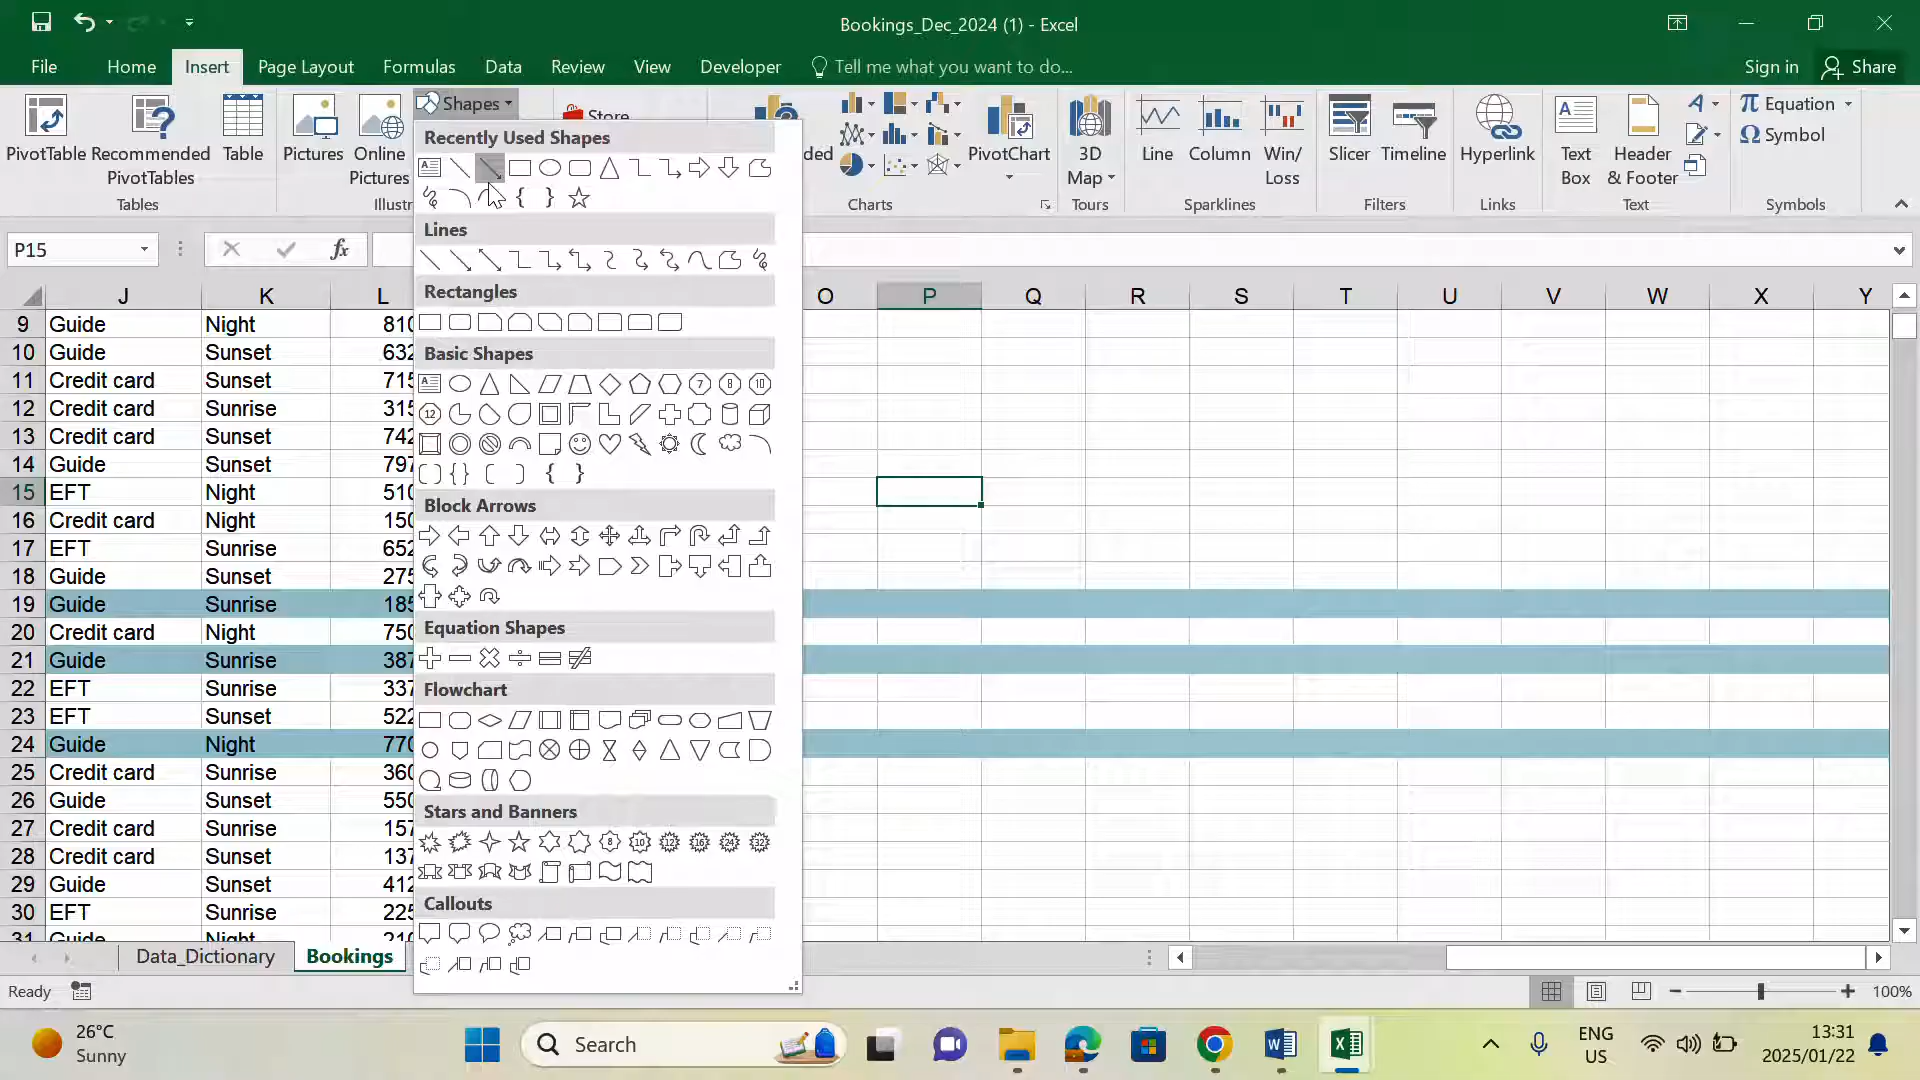 Bookings_Dec_2024 (1) - Excel
File Home Insert Page Layout Formulas Data Review View Developer Tell me what you want to do... Sign in Share
PivotTable Recommended PivotTables Table
Tables
Pictures Online Pictures
Shapes
Store
PivotChart
Charts
3D Map
Tours
Line Column Win/Loss
Sparklines
Slicer Timeline
Filters
Hyperlink
Links
Text Box Header & Footer
Text
Equation
Symbol
Symbols
Recently Used Shapes
Lines
Rectangles
Basic Shapes
Block Arrows
Equation Shapes
Flowchart
Stars and Banners
Callouts
P15 fx
J K L O P Q R S T U V W X Y
9 Guide Night
10 Guide Sunset
11 Credit card Sunset
12 Credit card Sunrise
13 Credit card Sunset
14 Guide Sunset
15 EFT Night
16 Credit card Night
17 EFT Sunrise
18 Guide Sunset
19 Guide Sunrise
20 Credit card Night
21 Guide Sunrise
22 EFT Sunrise
23 EFT Sunset
24 Guide Night
25 Credit card Sunrise
26 Guide Sunset
27 Credit card Sunrise
28 Credit card Sunset
29 Guide Sunset
30 EFT Sunrise
31 Guide Night
Data_Dictionary Bookings
Ready 100%
26°C
Sunny
Search
ENG
US
13:31
2025/01/22